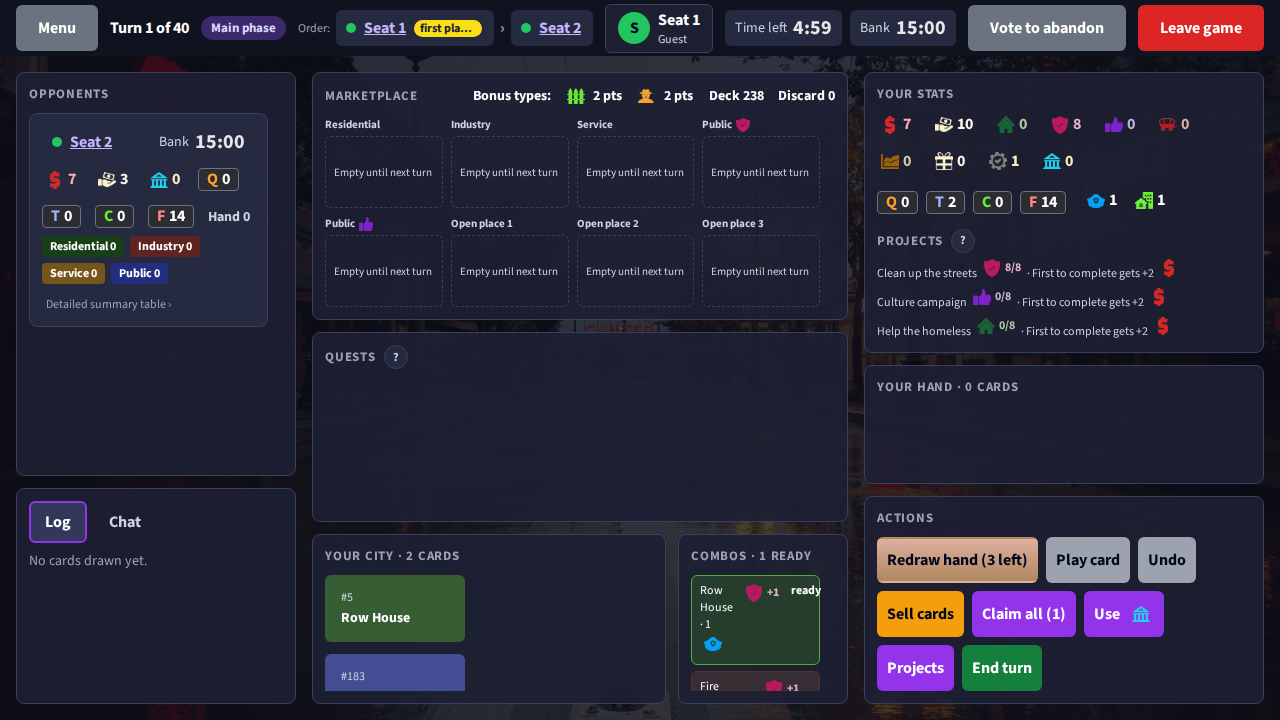 Menu
Turn 1 of 40
Main phase
Order:
Seat 1
first pla...
›
Seat 2
S
Seat 1
Guest
Time left 4:59
Bank 15:00
Vote to abandon
Leave game
OPPONENTS
Seat 2
Bank 15:00
7
3
0
Q 0
T 0
C 0
F 14
Hand 0
Residential 0
Industry 0
Service 0
Public 0
Detailed summary table ›
Log
Chat
No cards drawn yet.
MARKETPLACE
Bonus types:
2 pts
2 pts
Deck 238
Discard 0
Residential
Industry
Service
Public
Empty until next turn
Empty until next turn
Empty until next turn
Empty until next turn
Public
Open place 1
Open place 2
Open place 3
Empty until next turn
Empty until next turn
Empty until next turn
Empty until next turn
QUESTS ?
YOUR CITY · 2 CARDS
#5
Row House
#183
COMBOS · 1 READY
Row House · 1
+1
ready
Fire
+1
YOUR STATS
$ 7
10
0
8
0
0
0
0
1
0
Q 0
T 2
C 0
F 14
1
1
PROJECTS ?
Clean up the streets 8/8 · First to complete gets +2 $
Culture campaign 0/8 · First to complete gets +2 $
Help the homeless 0/8 · First to complete gets +2 $
YOUR HAND · 0 CARDS
ACTIONS
Redraw hand (3 left)
Play card
Undo
Sell cards
Claim all (1)
Use
Projects
End turn